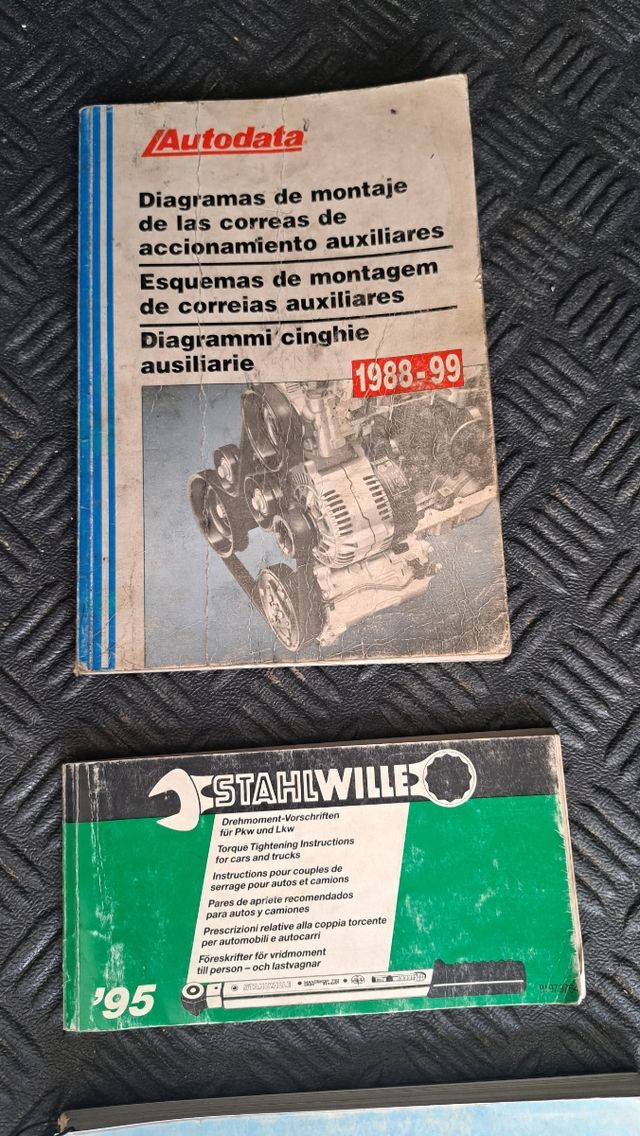 Autodata
Diagramas de montaje
de las correas de
accionamiento auxiliares
Esquemas de montagem
de correias auxiliares
Diagrammi cinghie
ausiliarie
1988-99
STAHLWILLE
Drehmoment-Vorschriften
für Pkw und Lkw
Torque Tightening Instructions
for cars and trucks
Instructions pour couples de
serrage pour autos et camions
Pares de apriete recomendados
para autos y camiones
Prescrizioni relative alla coppia torcente
per automobili e autocarri
Föreskrifter för vridmoment
till person – och lastvagnar
'95
STAHLWILLE